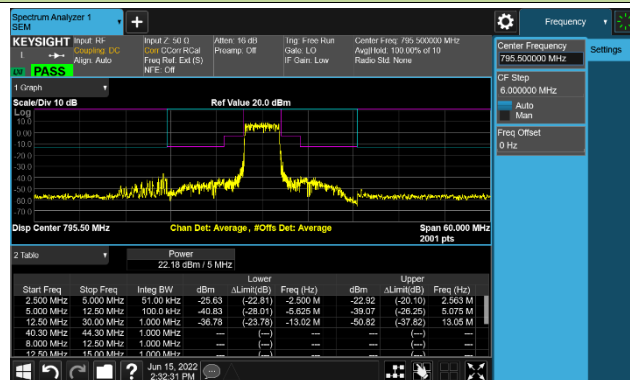 Spectrum Analyzer 1
SEM
Frequency
KEYSIGHT
Input: RF
Coupling: DC
Align: Auto
Input Z: 50 Ω
Corr CCorr RCal
Freq Ref: Ext (S)
NFE: Off
Atten: 16 dB
Preamp: Off
Trig: Free Run
Gate: LO
IF Gain: Low
Center Freq: 795.500000 MHz
Avg|Hold: 100.00% of 10
Radio Std: None
L
LXI
PASS
Center Frequency
795.500000 MHz
Settings
CF Step
6.000000 MHz
Auto
Man
Freq Offset
0 Hz
1 Graph
Scale/Div 10 dB
Ref Value 20.0 dBm
Log
10.0
0.00
-10.0
-20.0
-30.0
-40.0
-50.0
-60.0
-70.0
Disp Center 795.50 MHz
Chan Det: Average , #Offs Det: Average
Span 60.000 MHz
2001 pts
2 Table
Power
22.18 dBm / 5 MHz
Lower
Upper
Start Freq Stop Freq Integ BW dBm ΔLimit(dB) Freq (Hz) dBm ΔLimit(dB) Freq (Hz)
2.500 MHz 5.000 MHz 51.00 kHz -25.63 (-22.81) -2.500 M -22.92 (-20.10) 2.563 M
5.000 MHz 12.50 MHz 100.0 kHz -40.83 (-28.01) -5.625 M -39.07 (-26.25) 5.075 M
12.50 MHz 30.00 MHz 1.000 MHz -36.78 (-23.78) -13.02 M -50.82 (-37.82) 13.05 M
40.30 MHz 44.30 MHz 1.000 MHz --- (---) --- (---)
8.000 MHz 12.50 MHz 1.000 MHz --- (---) --- (---)
12.50 MHz 15.00 MHz 1.000 MHz --- (---) --- (---)
Jun 15, 2022
2:32:31 PM